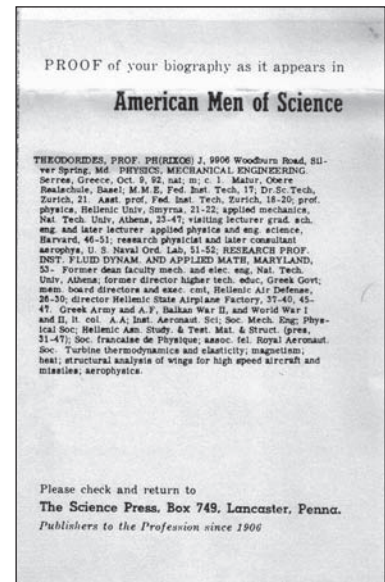 PROOF of your biography as it appears in
American Men of Science
THEODORIDES, PROF. PH(RIXOS) J, 9906 Woodburn Road, Sil-
ver Spring, Md. PHYSICS, MECHANICAL ENGINEERING.
Serres, Greece, Oct. 9, 92, nat; m; c. 1. Matur, Obere
Realschule, Basel; M.M.E, Fed. Inst. Tech, 17; Dr.Sc.Tech,
Zurich, 21. Asst. prof, Fed. Inst. Tech, Zurich, 18-20; prof.
physics, Hellenic Univ, Smyrna, 21-22; applied mechanics,
Nat. Tech. Univ, Athens, 23-47; visiting lecturer grad. sch.
eng. and later lecturer applied physics and eng. science,
Harvard, 46-51; research physicist and later consultant
aerophys, U. S. Naval Ord. Lab, 51-52; RESEARCH PROF.
INST. FLUID DYNAM. AND APPLIED MATH, MARYLAND,
53- Former dean faculty mech. and elec. eng, Nat. Tech.
Univ, Athens; former director higher tech. educ, Greek Govt;
mem. board directors and exec. cmt, Hellenic Air Defense,
26-30; director Hellenic State Airplane Factory, 37-40, 45-
47. Greek Army and A.F, Balkan War II, and World War I
and II, lt. col. A.A; Inst. Aeronaut. Sci; Soc. Mech. Eng; Phys-
ical Soc; Hellenic Asn. Study. & Test. Mat. & Struct. (pres,
31-47); Soc. francaise de Physique; assoc. fel. Royal Aeronaut.
Soc. Turbine thermodynamics and elasticity; magnetism;
heat; structural analysis of wings for high speed aircraft and
missiles; aerophysics.
Please check and return to
The Science Press, Box 749, Lancaster, Penna.
Publishers to the Profession since 1906